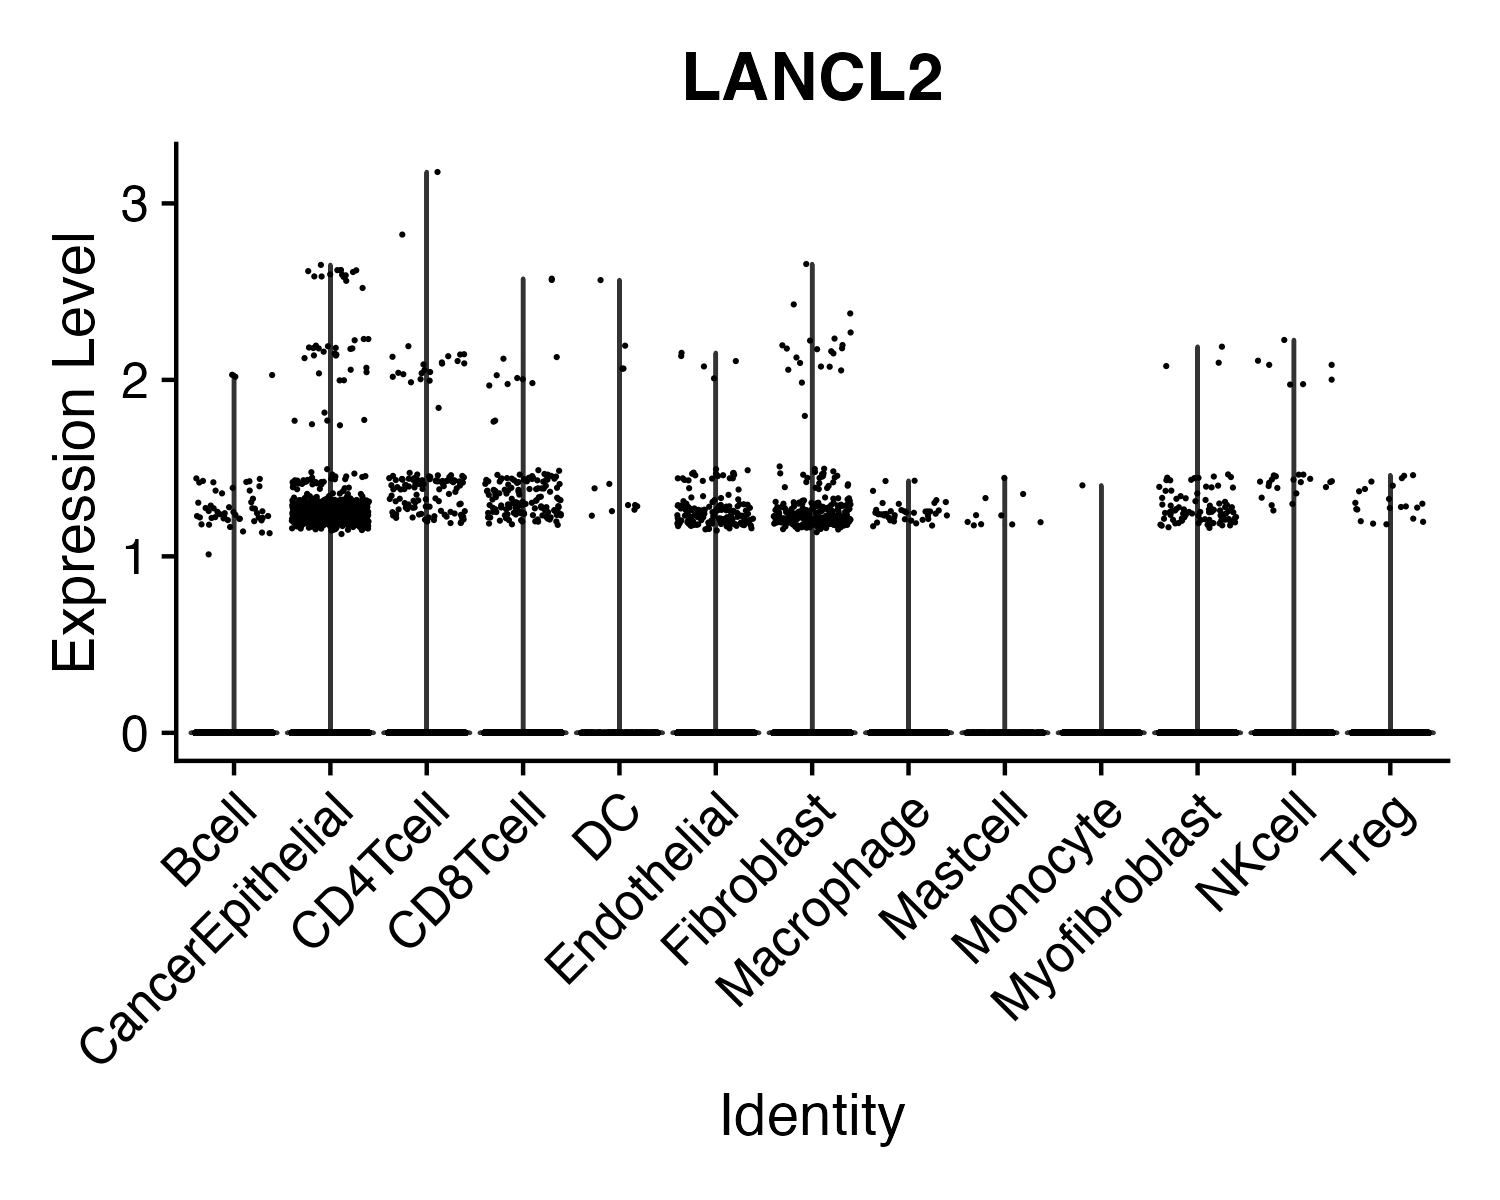 LANCL2
Expression Level
3
2
1
0
Bcell
CancerEpithelial
CD4Tcell
CD8Tcell
DC
Endothelial
Fibroblast
Macrophage
Mastcell
Monocyte
Myofibroblast
NKcell
Treg
Identity